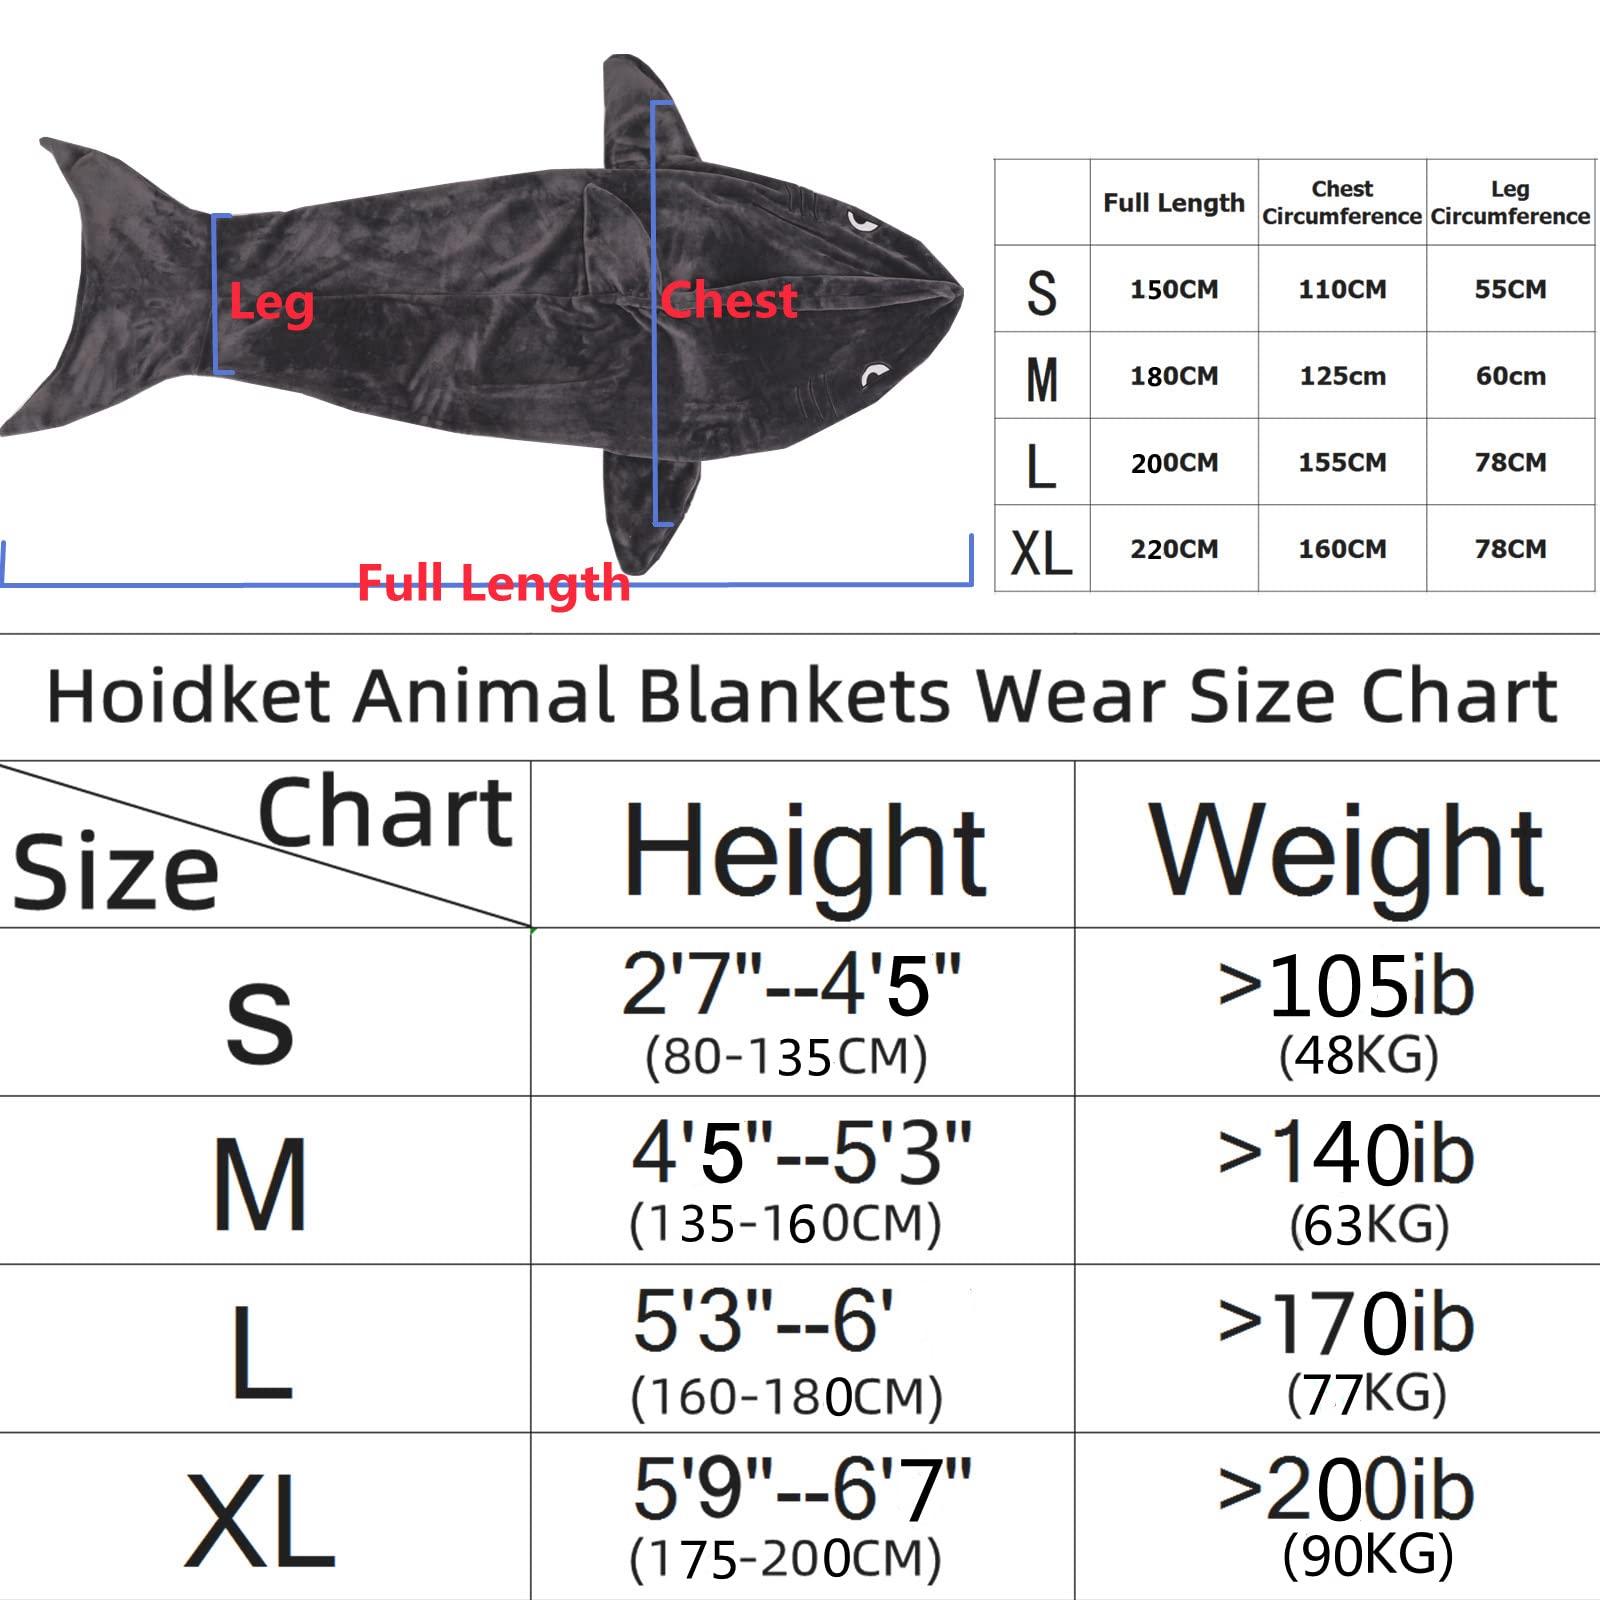 Leg
Chest
Full Length
Full Length Chest Circumference Leg Circumference
S 150CM 110CM 55CM
M 180CM 125cm 60cm
L 200CM 155CM 78CM
XL 220CM 160CM 78CM
Hoidket Animal Blankets Wear Size Chart
Size Chart Height Weight
S 2'7"--4'5" >105ib
(80-135CM) (48KG)
M 4'5"--5'3" >140ib
(135-160CM) (63KG)
L 5'3"--6' >170ib
(160-180CM) (77KG)
XL 5'9"--6'7" >200ib
(175-200CM) (90KG)